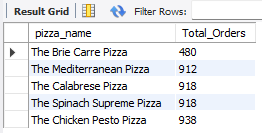 Result Grid Filter Rows:
pizza_name Total_Orders
The Brie Carre Pizza 480
The Mediterranean Pizza 912
The Calabrese Pizza 918
The Spinach Supreme Pizza 918
The Chicken Pesto Pizza 938